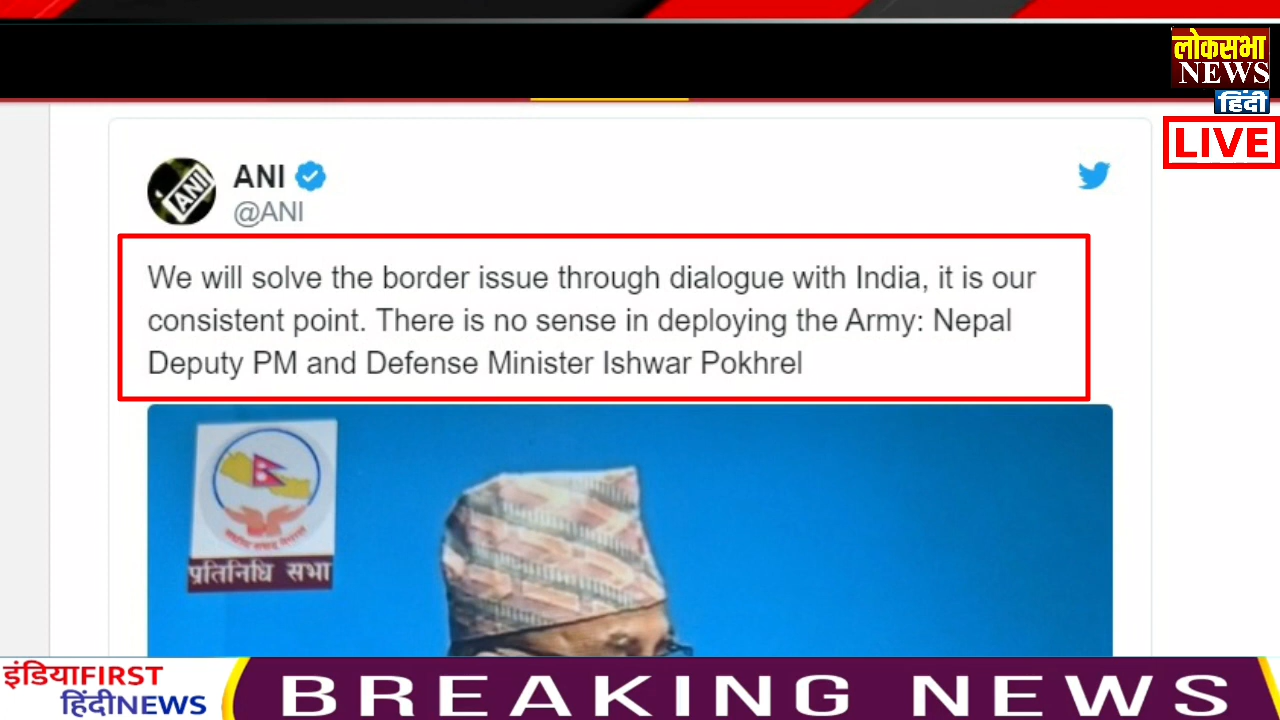 लोकसभा
NEWS
हिंदी
LIVE
ANI
ANI
@ANI
We will solve the border issue through dialogue with India, it is our
consistent point. There is no sense in deploying the Army: Nepal
Deputy PM and Defense Minister Ishwar Pokhrel
प्रतिनिधि सभा
इंडियाFIRST
हिंदीNEWS
BREAKING NEWS